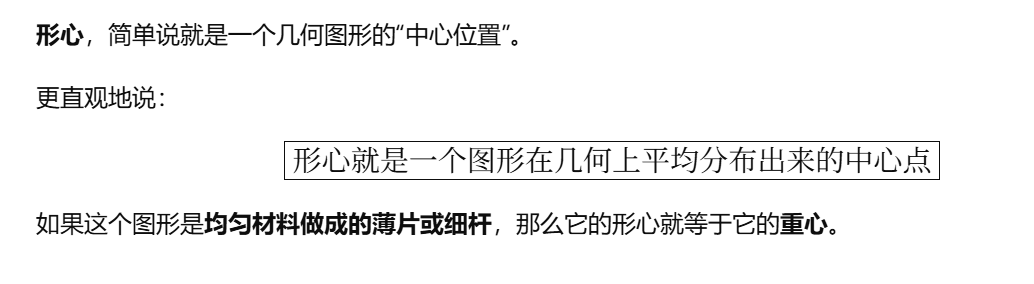 形心，简单说就是一个几何图形的“中心位置”。
更直观地说：
形心就是一个图形在几何上平均分布出来的中心点
如果这个图形是均匀材料做成的薄片或细杆，那么它的形心就等于它的重心。